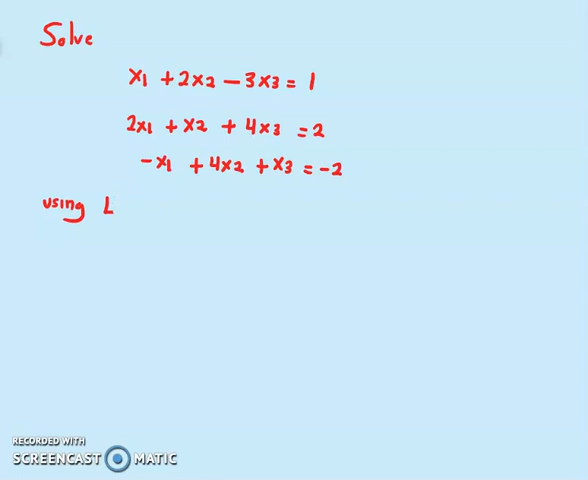 Solve
x1 + 2x2 - 3x3 = 1
2x1 + x2 + 4x3 = 2
-x1 + 4x2 + x3 = -2
using L
RECORDED WITH
SCREENCAST MATIC